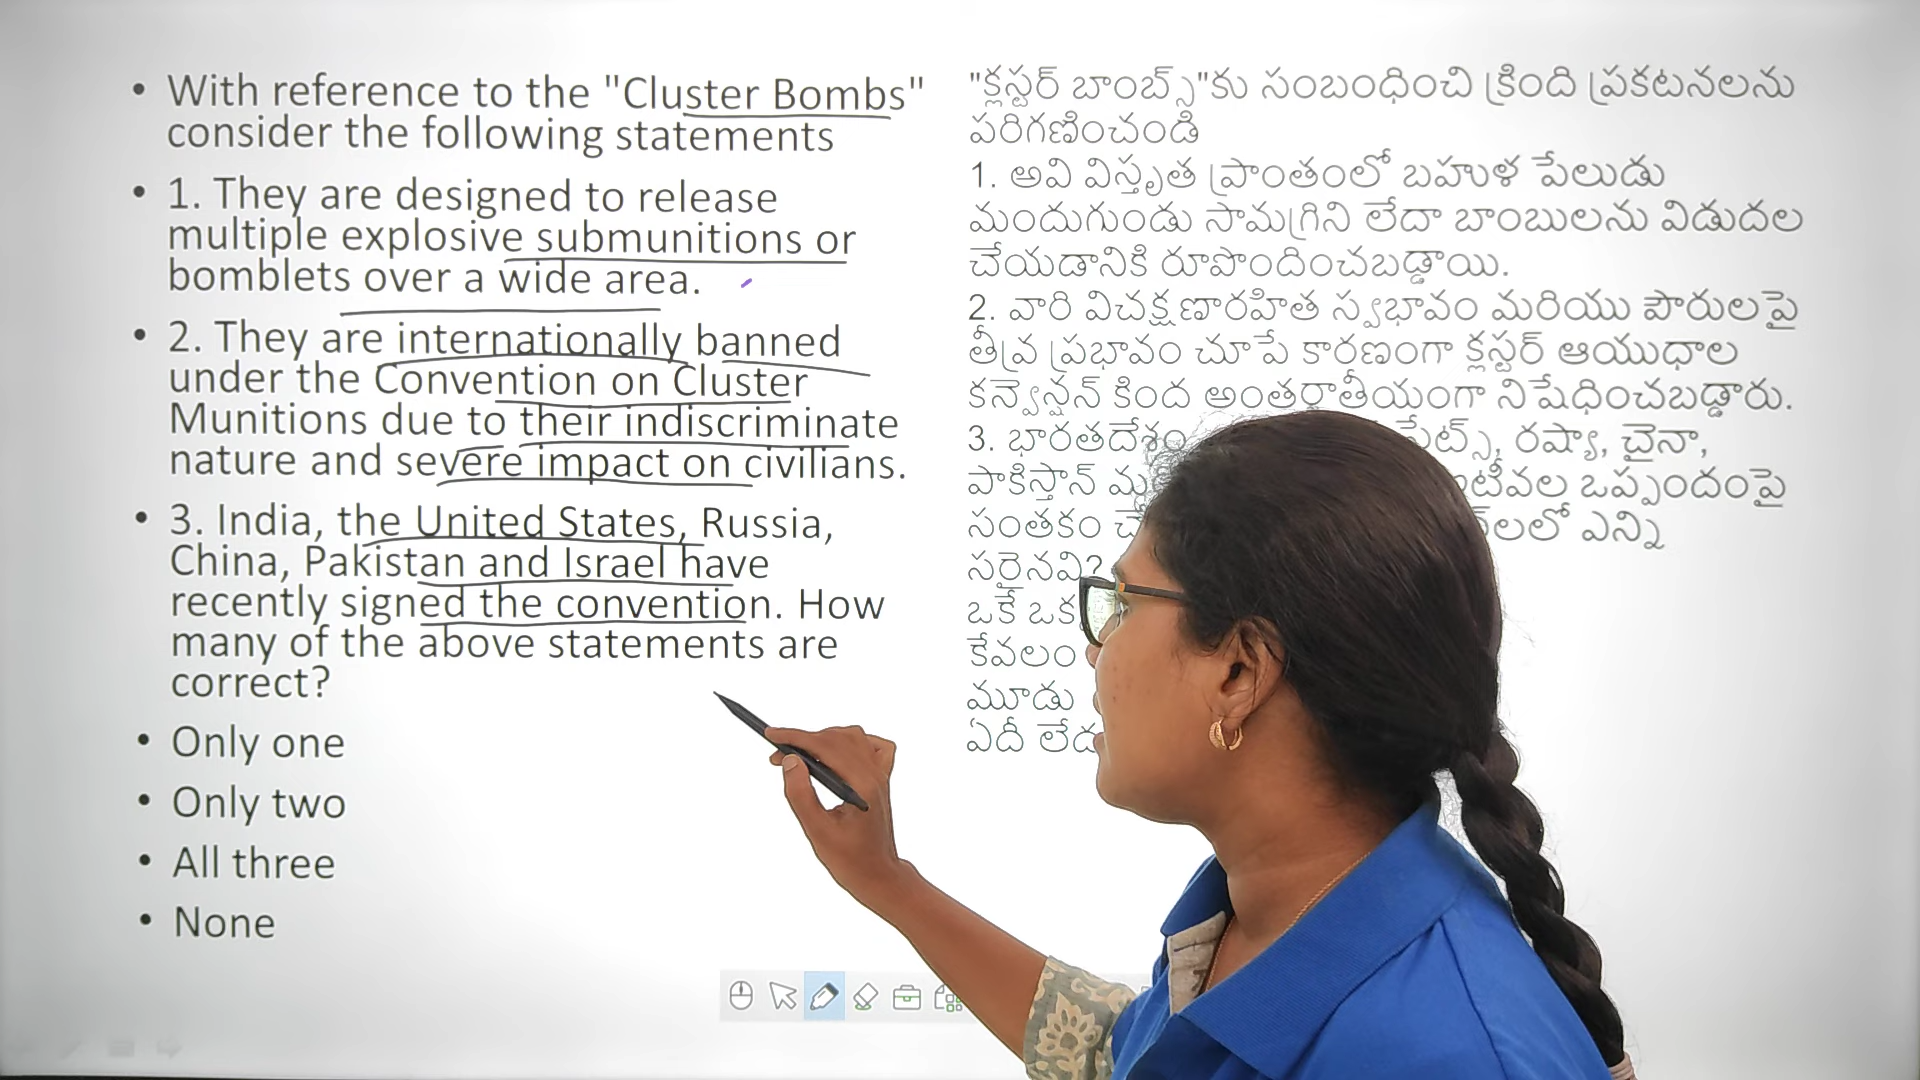 • With reference to the "Cluster Bombs"
consider the following statements
• 1. They are designed to release
multiple explosive submunitions or
bomblets over a wide area.
• 2. They are internationally banned
under the Convention on Cluster
Munitions due to their indiscriminate
nature and severe impact on civilians.
• 3. India, the United States, Russia,
China, Pakistan and Israel have
recently signed the convention. How
many of the above statements are
correct?
• Only one
• Only two
• All three
• None
"క్లస్టర్ బాంబ్స్"కు సంబంధించి క్రింది ప్రకటనలను
పరిగణించండి
1. అవి విస్తృత ప్రాంతంలో బహుళ పేలుడు
మందుగుండు సామగ్రిని లేదా బాంబులను విడుదల
చేయడానికి రూపొందించబడ్డాయి.
2. వారి విచక్షణారహిత స్వభావం మరియు పౌరులపై
తీవ్ర ప్రభావం చూపే కారణంగా క్లస్టర్ ఆయుధాల
కన్వెన్షన్ కింద అంతర్జాతీయంగా నిషేధించబడ్డారు.
3. భారతదేశం రష్యా, చైనా,
పాకిస్తాన్ ఒప్పందంపై
సంతకం ఎన్ని
సరైనవి?
ఒకే
కేవలం
మూడు
ఏదీ